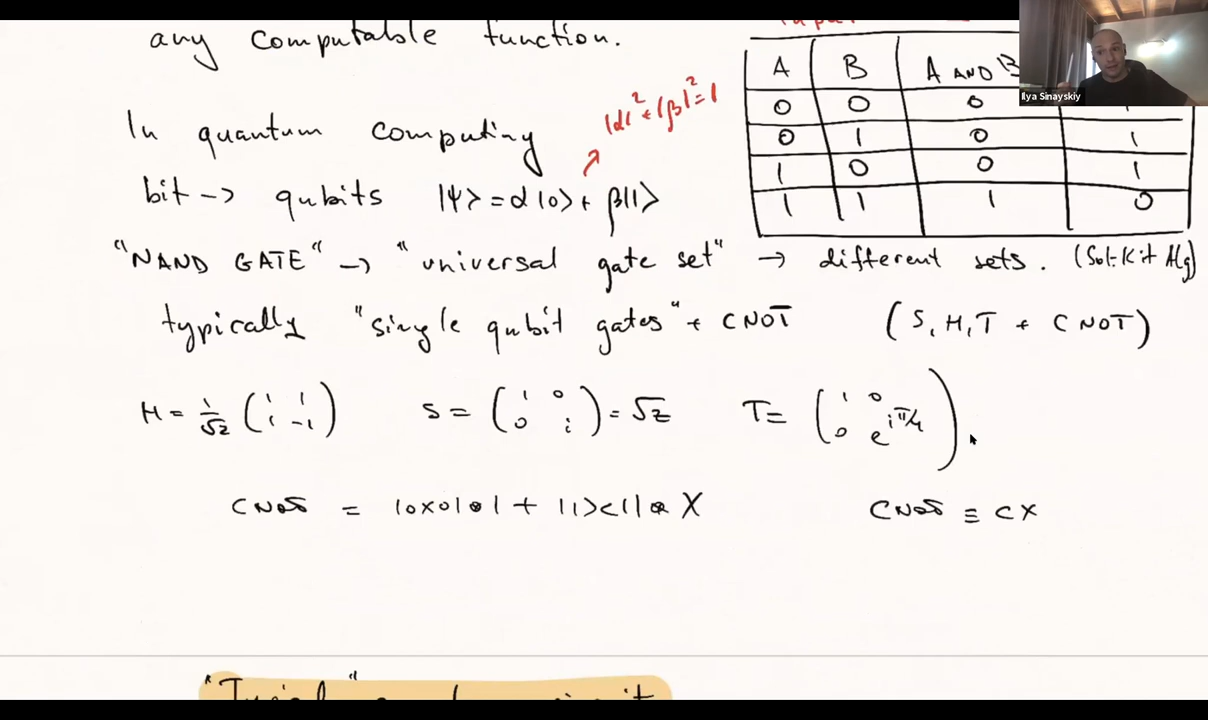 any computable function.
A B A AND B
0 0 0 1
0 1 0 1
1 0 0 1
1 1 1 0
Ilya Sinayskiy
In quantum computing
|α|² + |β|² = 1
bit → qubits |Ψ> = α|0> + β|1>
"NAND GATE" → "universal gate set" → different sets. (Sol-Kit Alg)
typically "single qubit gates" + CNOT (S, H, T + CNOT)
H = 1/√2 ( 1 1 1 -1 ) S = ( 1 0 0 i ) = √Z T = ( 1 0 0 e^{iπ/4} ).
CNOT = |0><0|⊗1 + |1><1|⊗X CNOT ≡ CX